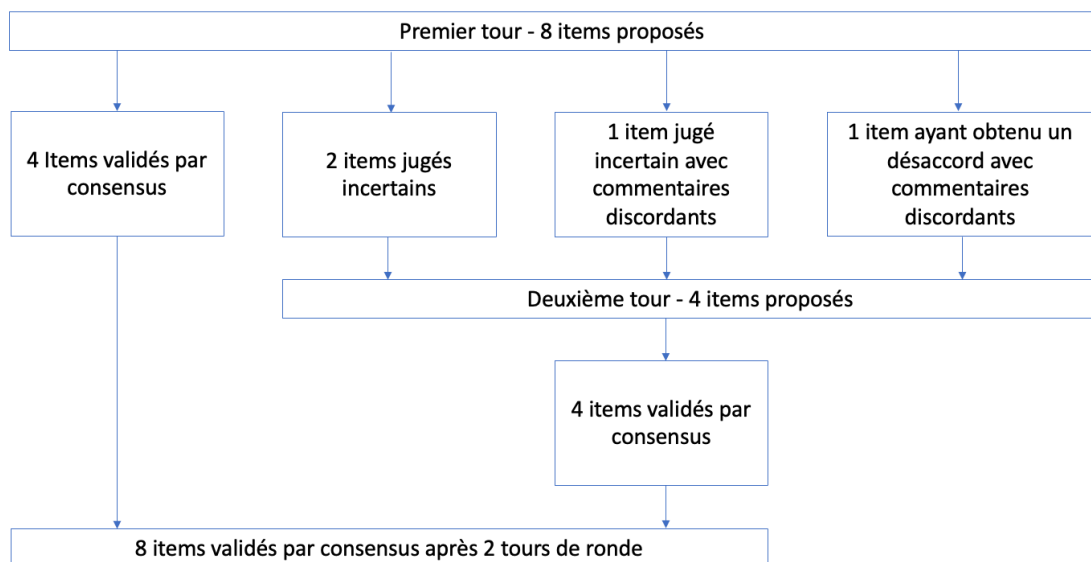 Premier tour - 8 items proposés
4 Items validés par
consensus
2 items jugés
incertains
1 item jugé
incertain avec
commentaires
discordants
1 item ayant obtenu un
désaccord avec
commentaires
discordants
Deuxième tour - 4 items proposés
4 items validés par
consensus
8 items validés par consensus après 2 tours de ronde